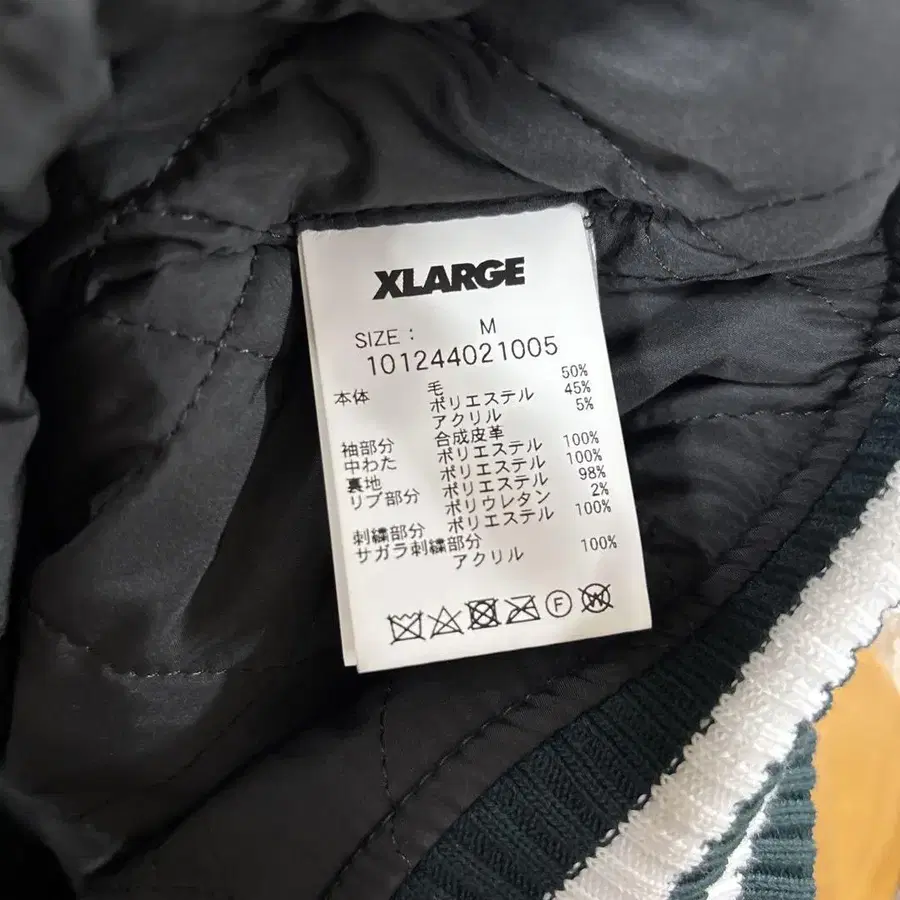 XLARGE
SIZE : M
101244021005
本体 毛 50%
ポリエステル 45%
アクリル 5%
袖部分 合成皮革
中わた ポリエステル 100%
裏地 ポリエステル 100%
リブ部分 ポリエステル 98%
ポリウレタン 2%
刺繍部分 ポリエステル 100%
サガラ刺繍部分
アクリル 100%
F
W